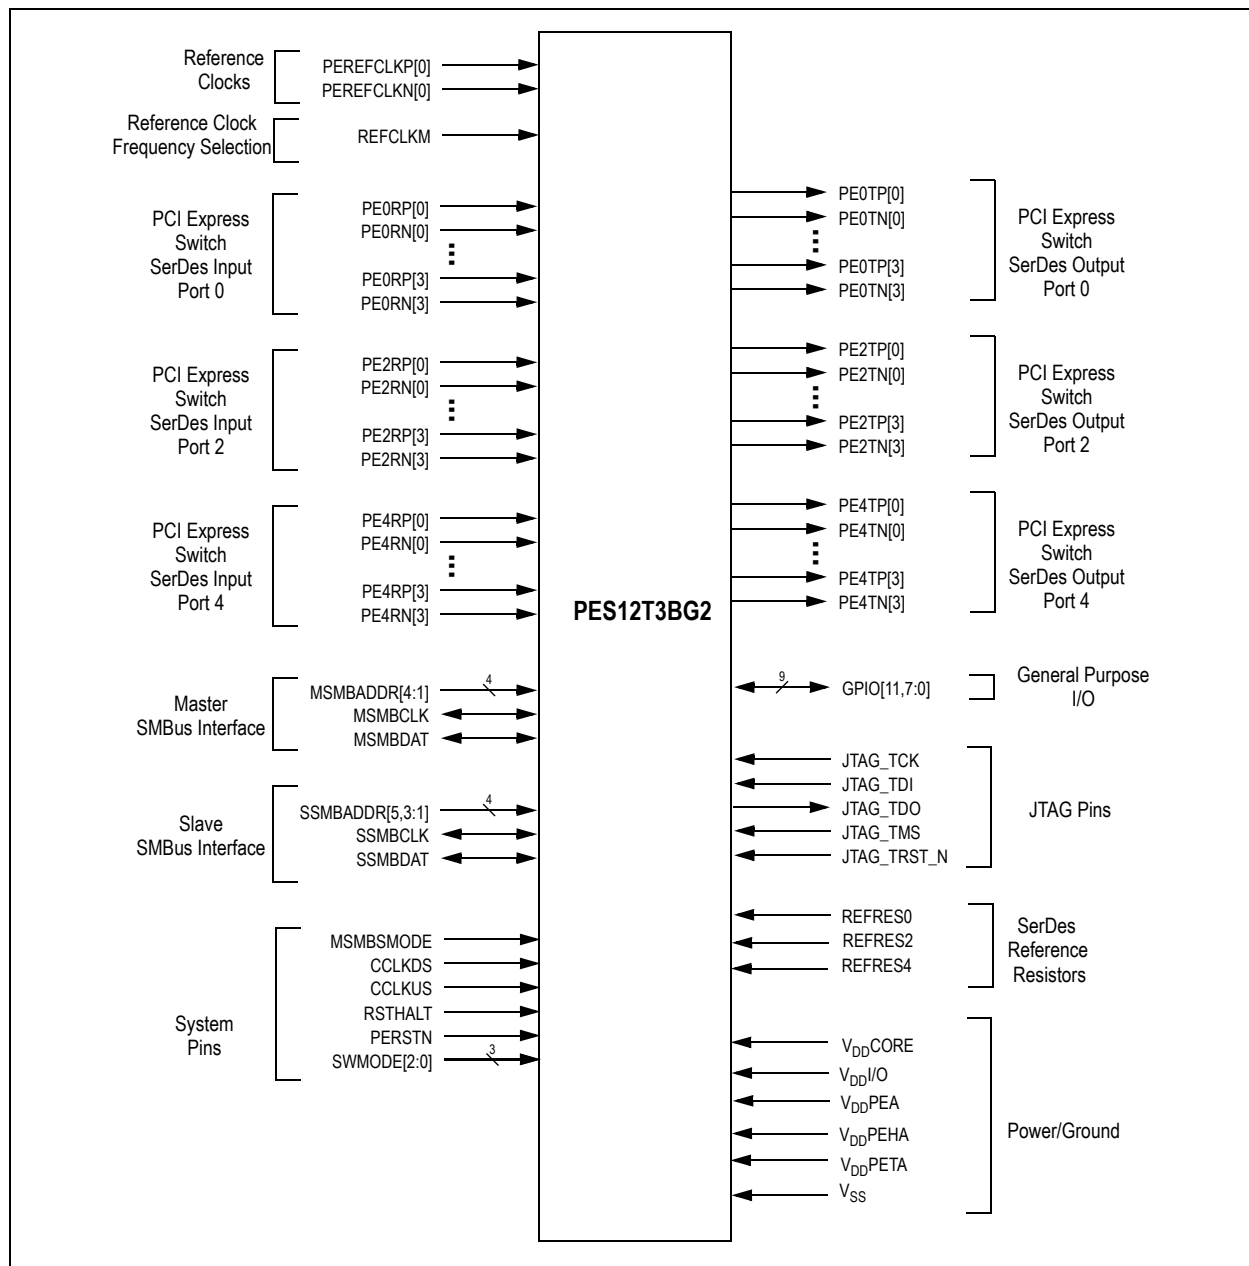 Reference
Clocks
PEREFCLKP[0]
PEREFCLKN[0]
Reference Clock
Frequency Selection
REFCLKM
PCI Express
Switch
SerDes Input
Port 0
PE0RP[0]
PE0RN[0]
PE0RP[3]
PE0RN[3]
PCI Express
Switch
SerDes Input
Port 2
PE2RP[0]
PE2RN[0]
PE2RP[3]
PE2RN[3]
PCI Express
Switch
SerDes Input
Port 4
PE4RP[0]
PE4RN[0]
PE4RP[3]
PE4RN[3]
Master
SMBus Interface
MSMBADDR[4:1]
4
MSMBCLK
MSMBDAT
Slave
SMBus Interface
SSMBADDR[5,3:1]
4
SSMBCLK
SSMBDAT
System
Pins
MSMBSMODE
CCLKDS
CCLKUS
RSTHALT
PERSTN
SWMODE[2:0]
3
PES12T3BG2
PE0TP[0]
PE0TN[0]
PE0TP[3]
PE0TN[3]
PCI Express
Switch
SerDes Output
Port 0
PE2TP[0]
PE2TN[0]
PE2TP[3]
PE2TN[3]
PCI Express
Switch
SerDes Output
Port 2
PE4TP[0]
PE4TN[0]
PE4TP[3]
PE4TN[3]
PCI Express
Switch
SerDes Output
Port 4
9
GPIO[11,7:0]
General Purpose
I/O
JTAG_TCK
JTAG_TDI
JTAG_TDO
JTAG_TMS
JTAG_TRST_N
JTAG Pins
REFRES0
REFRES2
REFRES4
SerDes
Reference
Resistors
VDDCORE
VDDI/O
VDDPEA
VDDPEHA
VDDPETA
VSS
Power/Ground